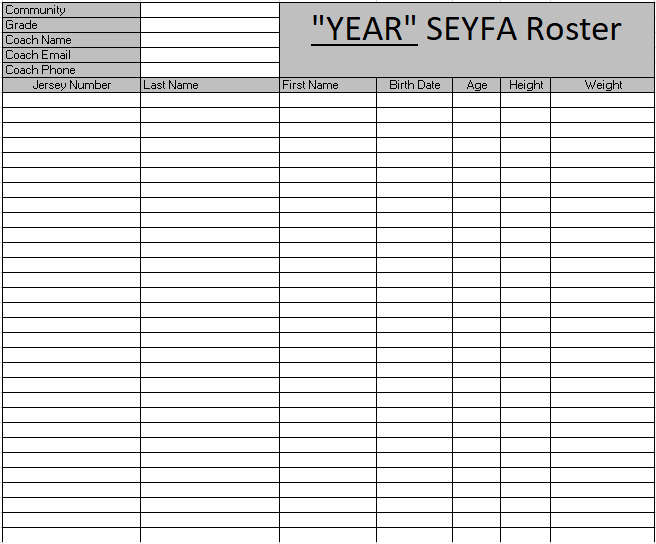 Community
Grade
Coach Name
Coach Email
Coach Phone
"YEAR" SEYFA Roster
Jersey Number Last Name First Name Birth Date Age Height Weight